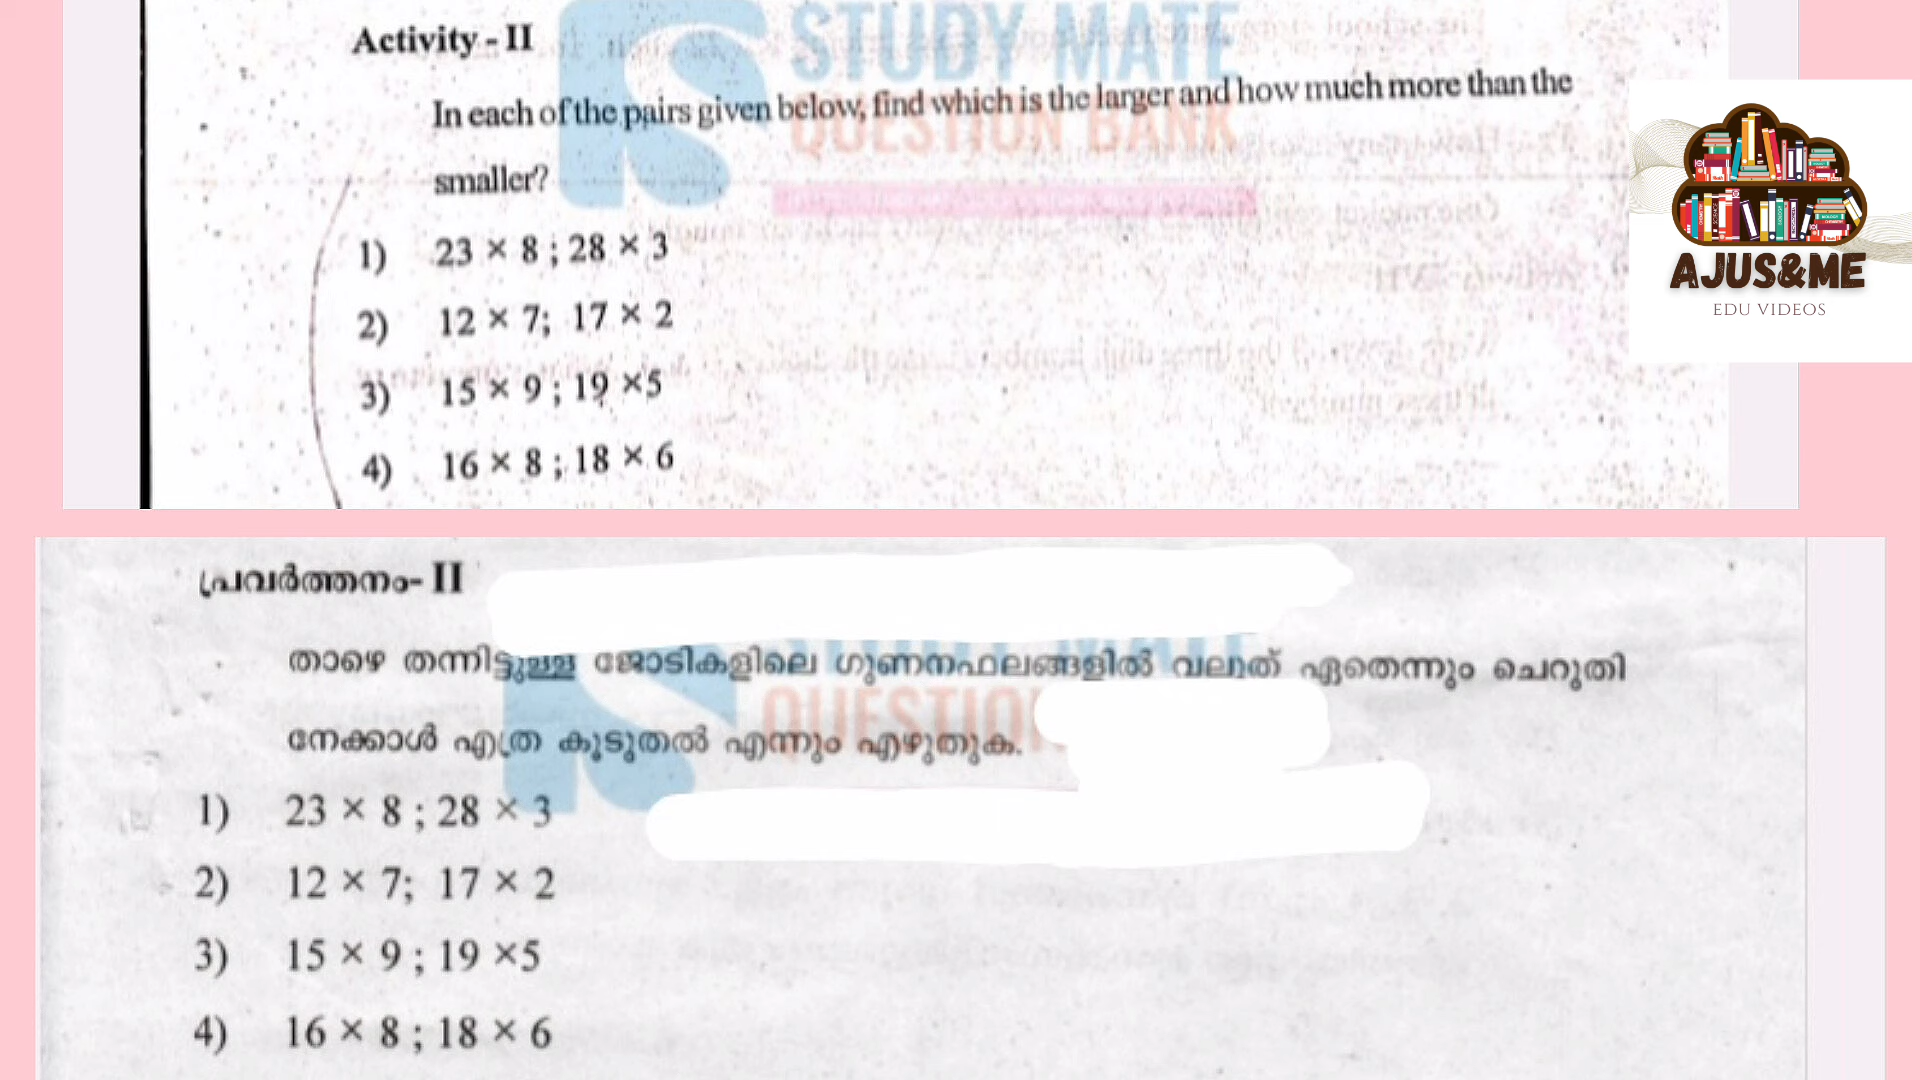 Activity - II
STUDY MATE
In each of the pairs given below, find which is the larger and how much more than the
QUESTION BANK
smaller?
1) 23 × 8 ; 28 × 3
2) 12 × 7; 17 × 2
3) 15 × 9 ; 19 ×5
4) 16 × 8 ; 18 × 6
AJUS&ME
EDU VIDEOS
പ്രവർത്തനം- II
താഴെ തന്നിട്ടുള്ള ജോടികളിലെ ഗുണനഫലങ്ങളിൽ വലുത് ഏതെന്നും ചെറുതി
നേക്കാൾ എത്ര കൂടുതൽ എന്നും എഴുതുക.
1) 23 × 8 ; 28 × 3
2) 12 × 7; 17 × 2
3) 15 × 9 ; 19 ×5
4) 16 × 8 ; 18 × 6